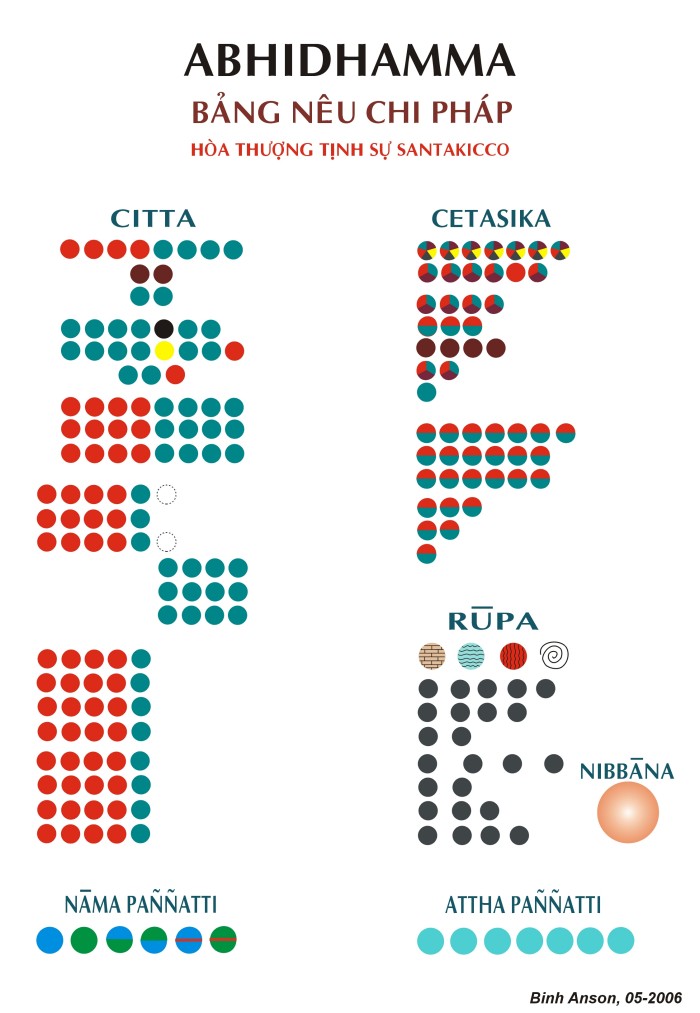 ABHIDHAMMA
BẢNG NÊU CHI PHÁP
HÒA THƯỢNG TỊNH SỰ SANTAKICCO
CITTA
CETASIKA
RŪPA
NIBBĀNA
NĀMA PAÑÑATTI
ATTHA PAÑÑATTI
Binh Anson, 05-2006